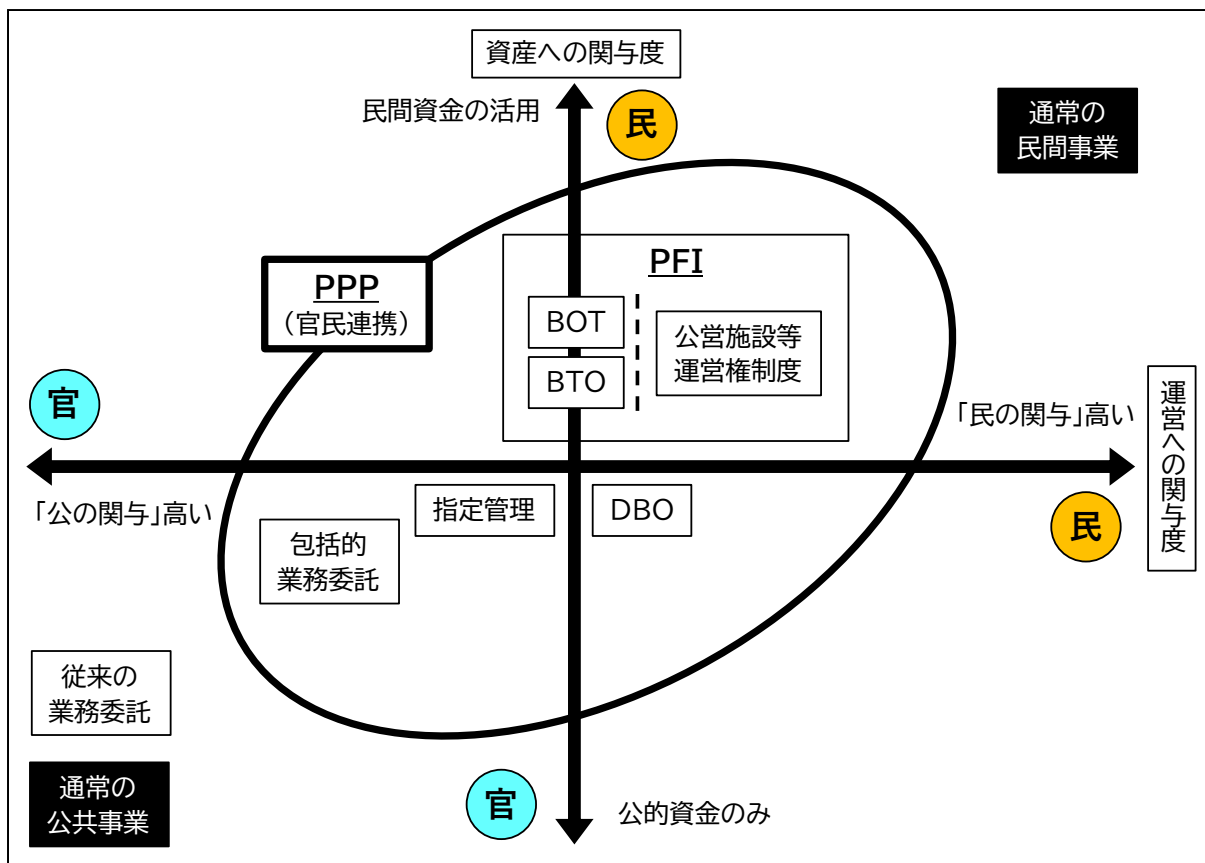 資産への関与度
民間資金の活用
民
通常の
民間事業
PFI
PPP
（官民連携）
BOT
BTO
公営施設等
運営権制度
官
「民の関与」高い
運営への関与度
「公の関与」高い
指定管理
DBO
民
包括的
業務委託
従来の
業務委託
通常の
公共事業
官
公的資金のみ